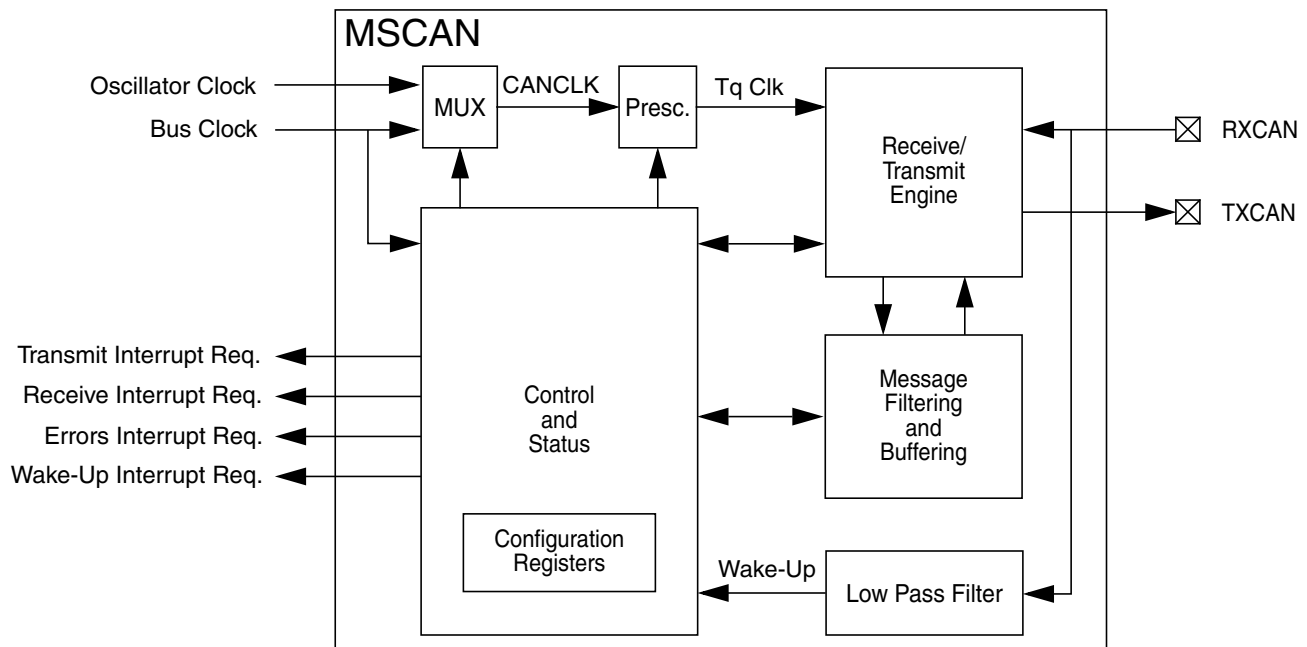 MSCAN
Oscillator Clock
Bus Clock
MUX
CANCLK
Presc.
Tq Clk
Receive/
Transmit
Engine
RXCAN
TXCAN
Transmit Interrupt Req.
Receive Interrupt Req.
Errors Interrupt Req.
Wake-Up Interrupt Req.
Control
and
Status
Message
Filtering
and
Buffering
Configuration
Registers
Wake-Up
Low Pass Filter